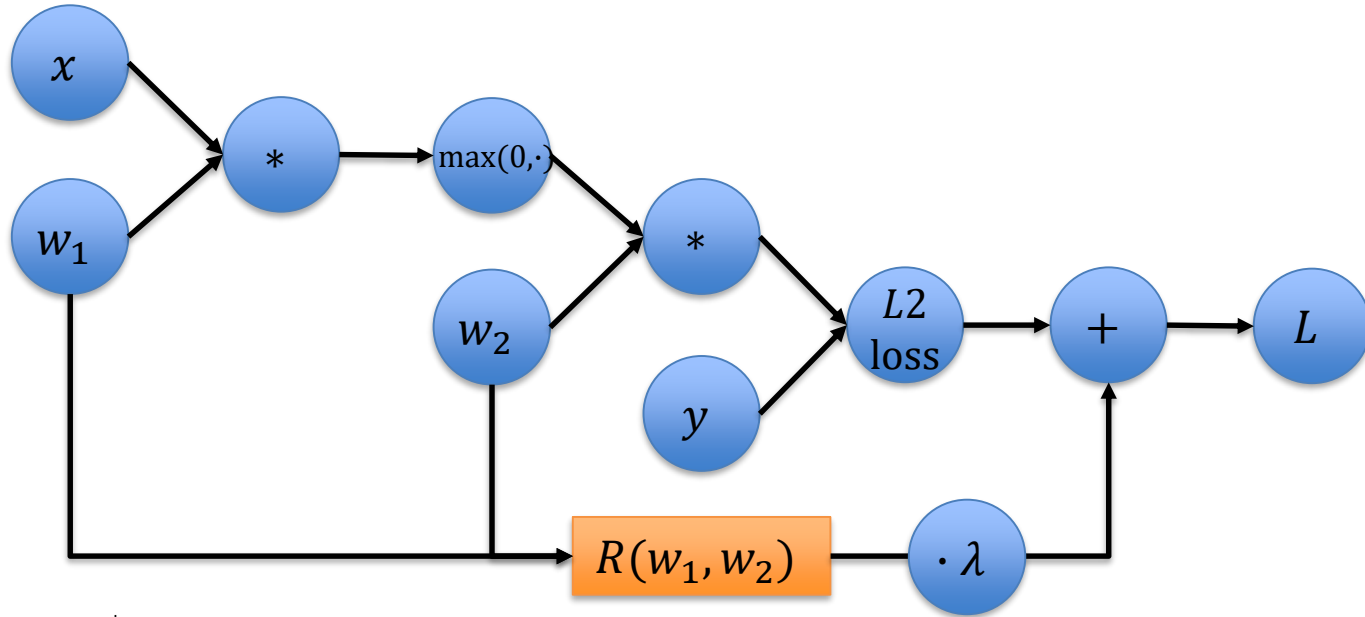 x
w₁
*
max(0,·)
w₂
*
y
L2
loss
+
L
R(w₁, w₂)
· λ